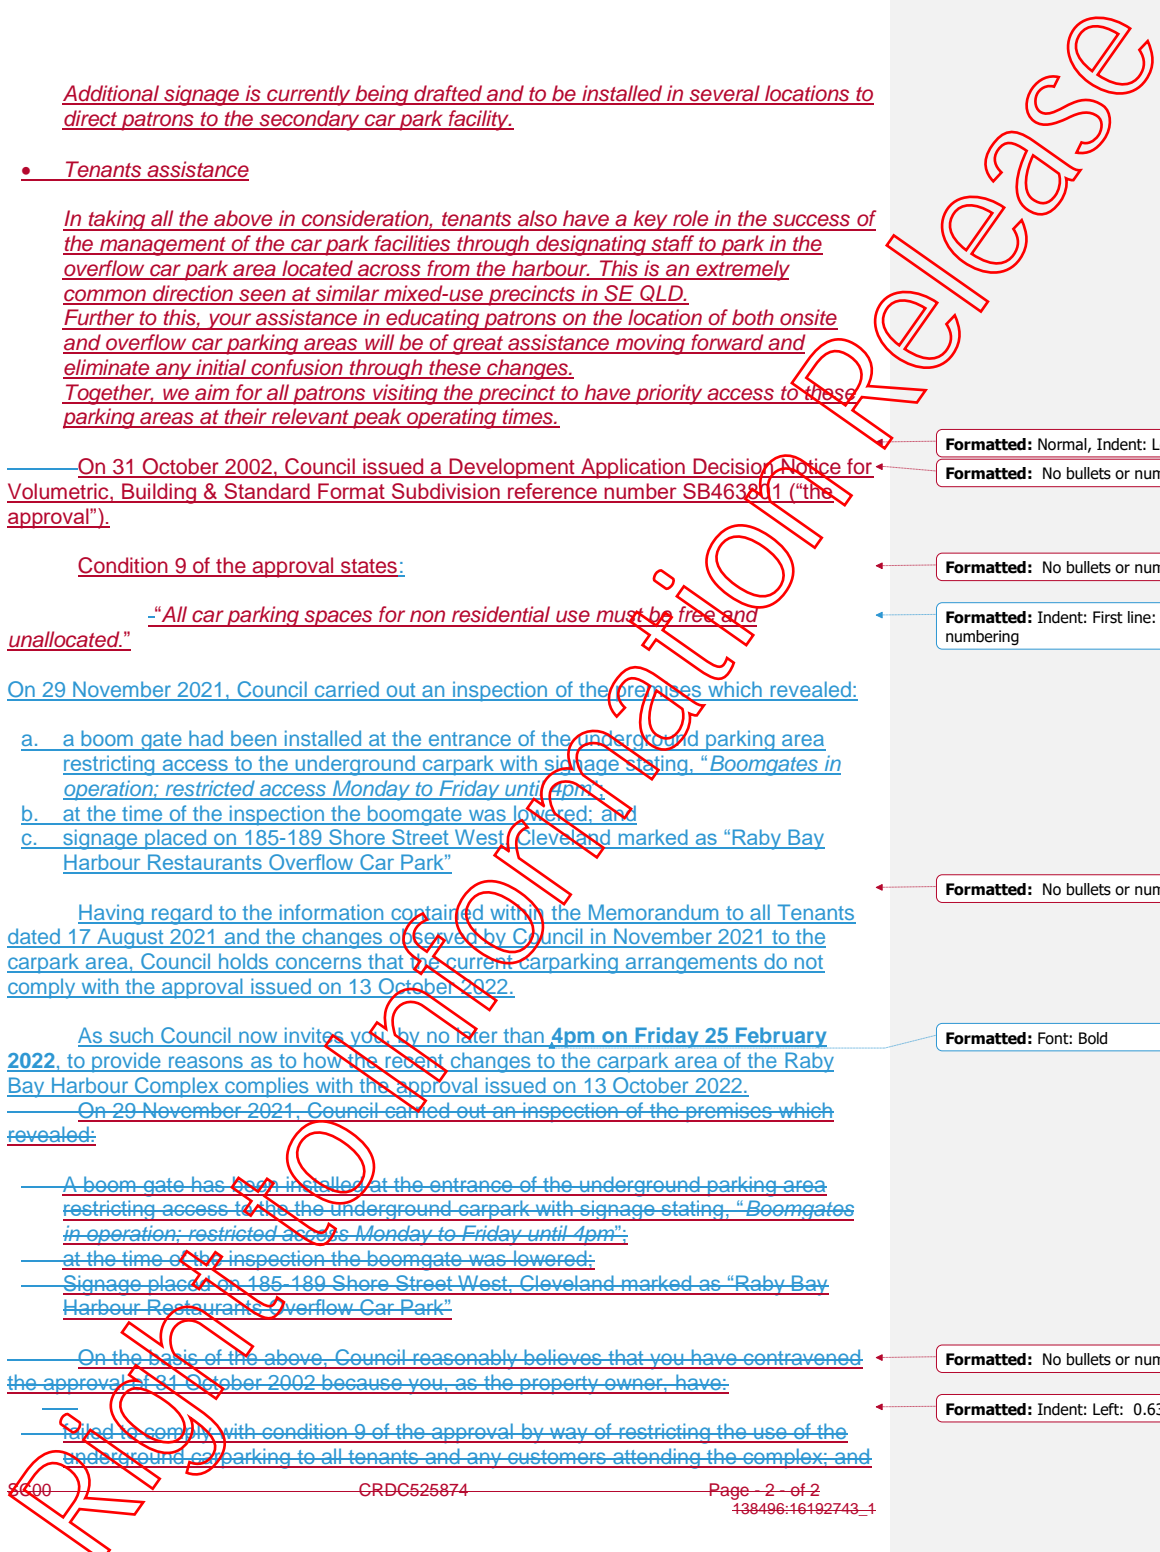 Additional signage is currently being drafted and to be installed in several locations to
direct patrons to the secondary car park facility.
• Tenants assistance
In taking all the above in consideration, tenants also have a key role in the success of
the management of the car park facilities through designating staff to park in the
overflow car park area located across from the harbour. This is an extremely
common direction seen at similar mixed-use precincts in SE QLD.
Further to this, your assistance in educating patrons on the location of both onsite
and overflow car parking areas will be of great assistance moving forward and
eliminate any initial confusion through these changes.
Together, we aim for all patrons visiting the precinct to have priority access to these
parking areas at their relevant peak operating times.
Formatted: Normal, Indent: L
On 31 October 2002, Council issued a Development Application Decision Notice for
Formatted: No bullets or num
Volumetric, Building & Standard Format Subdivision reference number SB463801 (“the
approval”).
Condition 9 of the approval states:
Formatted: No bullets or num
“All car parking spaces for non residential use must be free and
unallocated.”
Formatted: Indent: First line:
numbering
On 29 November 2021, Council carried out an inspection of the premises which revealed:
a. a boom gate had been installed at the entrance of the underground parking area
restricting access to the underground carpark with signage stating, “Boomgates in
operation; restricted access Monday to Friday until 4pm”;
b. at the time of the inspection the boomgate was lowered; and
c. signage placed on 185-189 Shore Street West, Cleveland marked as “Raby Bay
Harbour Restaurants Overflow Car Park”
Formatted: No bullets or num
Having regard to the information contained within the Memorandum to all Tenants
dated 17 August 2021 and the changes observed by Council in November 2021 to the
carpark area, Council holds concerns that the current carparking arrangements do not
comply with the approval issued on 13 October 2022.
As such Council now invites you, by no later than 4pm on Friday 25 February
Formatted: Font: Bold
2022, to provide reasons as to how the recent changes to the carpark area of the Raby
Bay Harbour Complex complies with the approval issued on 13 October 2022.
On 29 November 2021, Council carried out an inspection of the premises which
revealed:
A boom gate has been installed at the entrance of the underground parking area
restricting access to the the underground carpark with signage stating, “Boomgates
in operation; restricted access Monday to Friday until 4pm”;
at the time of the inspection the boomgate was lowered;
Signage placed on 185-189 Shore Street West, Cleveland marked as “Raby Bay
Harbour Restaurants Overflow Car Park”
On the basis of the above, Council reasonably believes that you have contravened
Formatted: No bullets or num
the approval of 31 October 2002 because you, as the property owner, have:
Formatted: Indent: Left: 0.63
failed to comply with condition 9 of the approval by way of restricting the use of the
underground carparking to all tenants and any customers attending the complex; and
SC00 CRDC525874 Page - 2 - of 2
138496:16192743_1
Right to Information Release